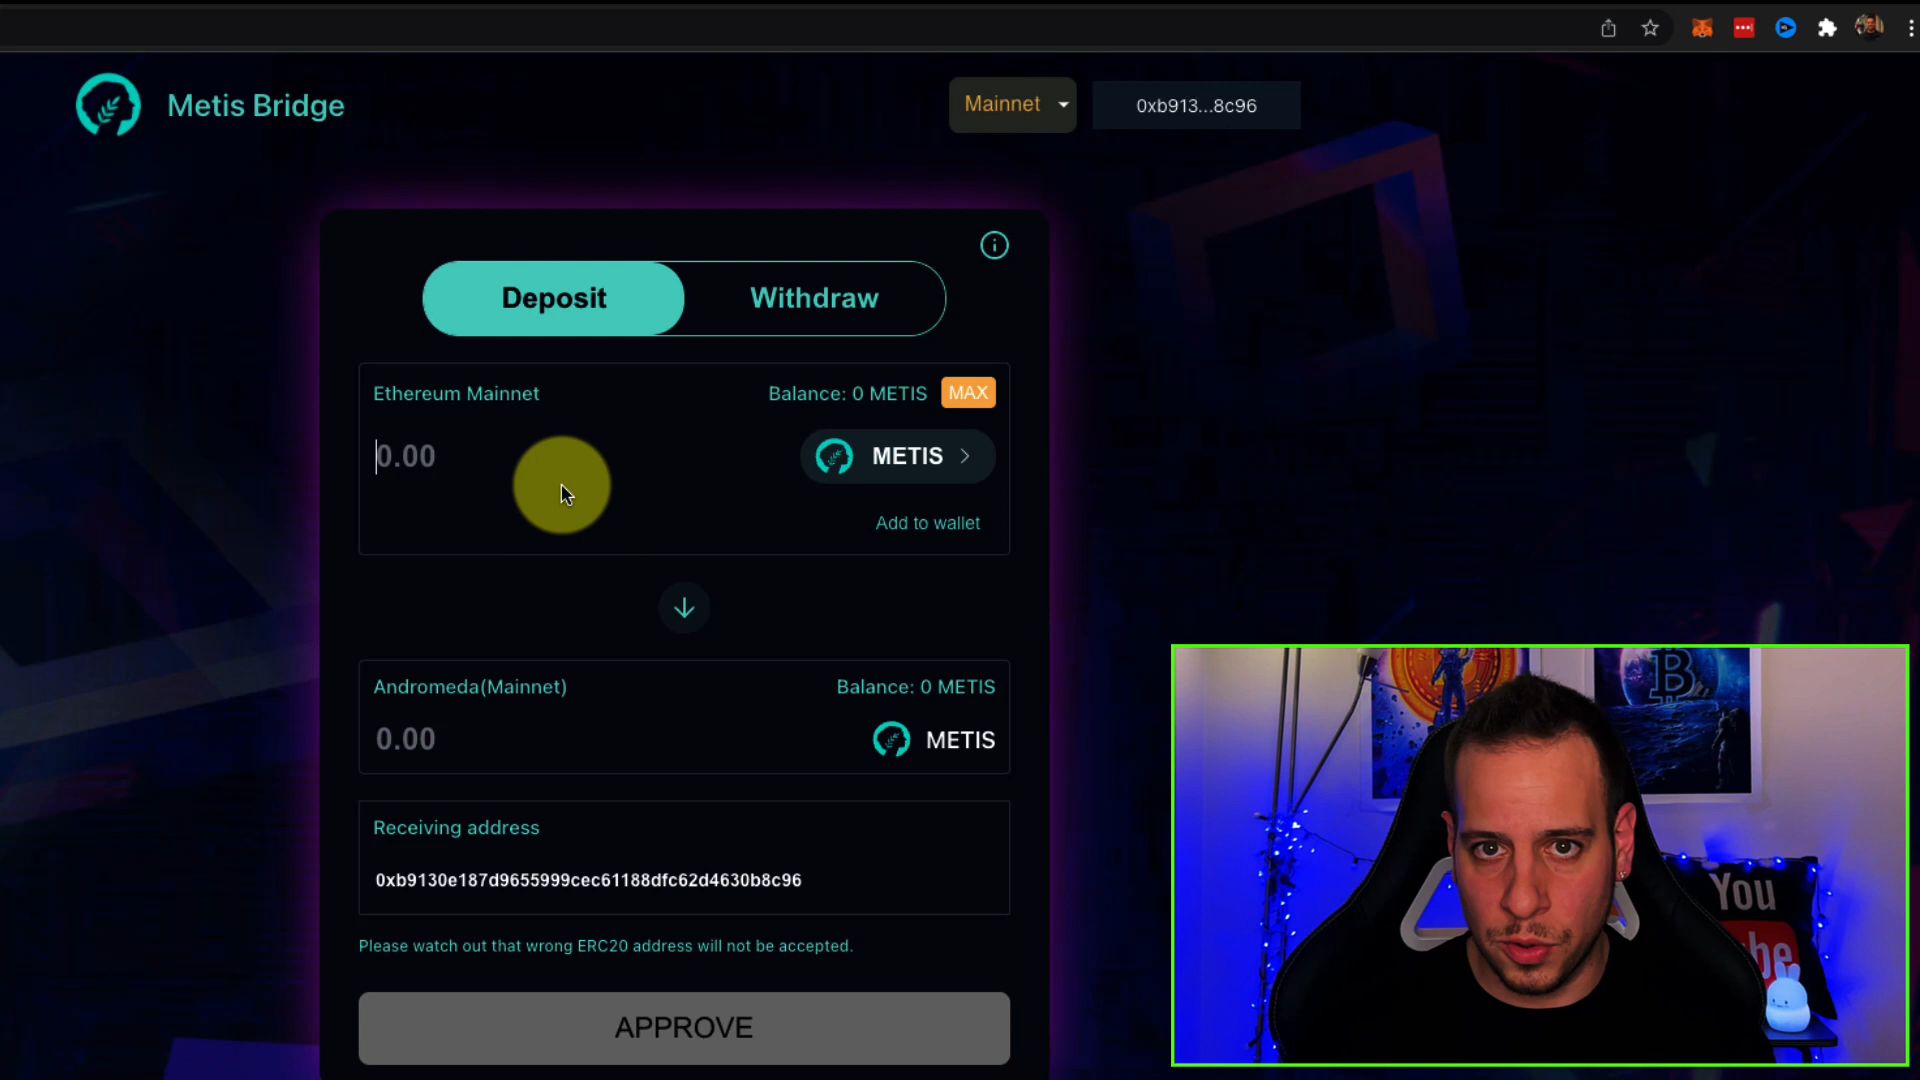 Metis Bridge
Mainnet
0xb913...8c96
Deposit
Withdraw
Ethereum Mainnet
Balance: 0 METIS
MAX
0.00
METIS
Add to wallet
Andromeda(Mainnet)
Balance: 0 METIS
0.00
METIS
Receiving address
0xb9130e187d9655999cec61188dfc62d4630b8c96
Please watch out that wrong ERC20 address will not be accepted.
APPROVE
You
be